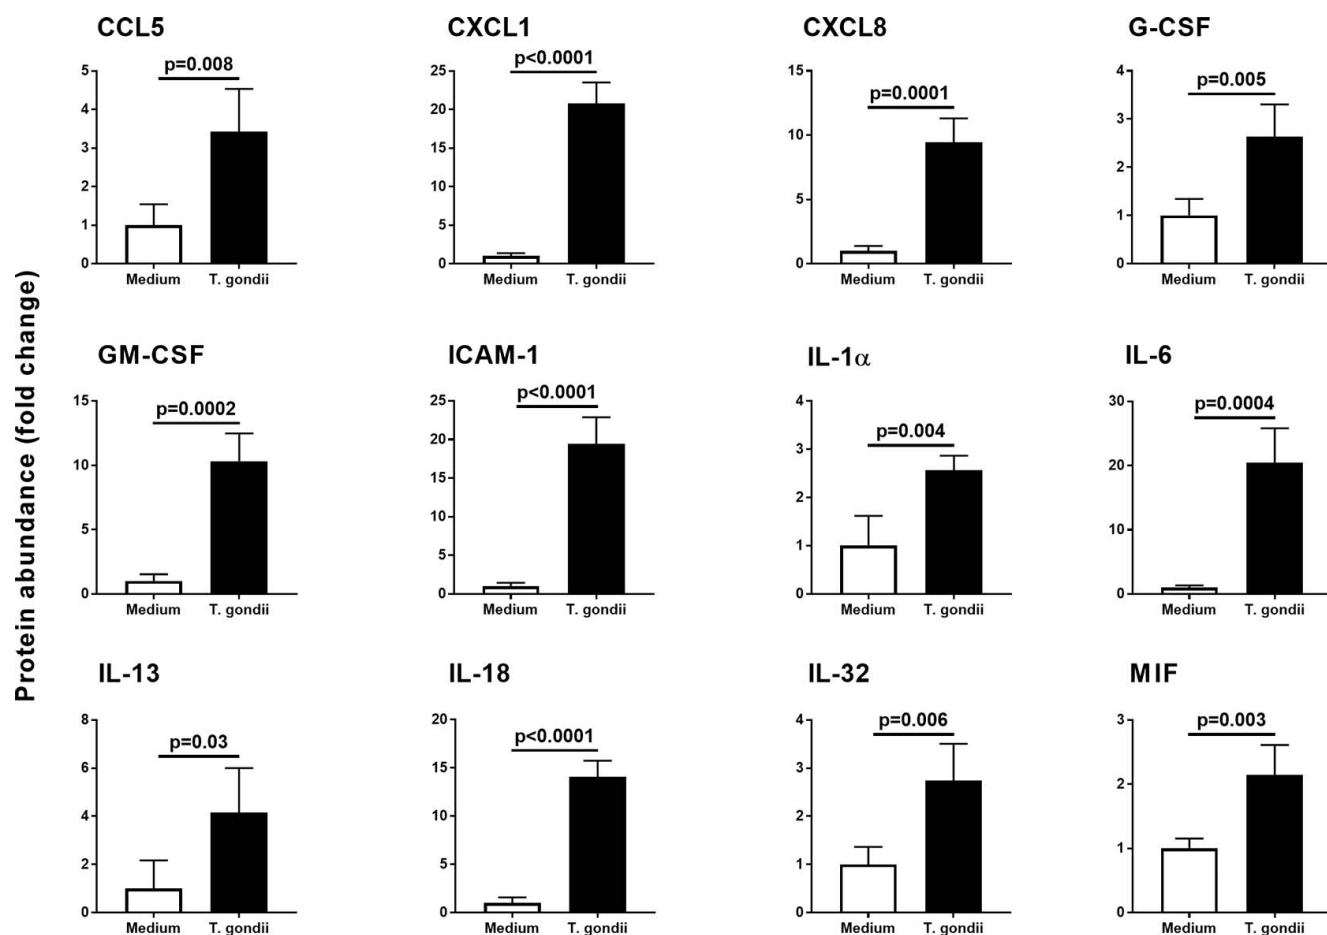 CCL5 CXCL1 CXCL8 G-CSF
p=0.008 p<0.0001 p=0.0001 p=0.005
5 4 3 2 1 0
25 20 15 10 5 0
15 10 5 0
4 3 2 1 0
Medium T. gondii Medium T. gondii Medium T. gondii Medium T. gondii
Protein abundance (fold change)
GM-CSF ICAM-1 IL-1α IL-6
p=0.0002 p<0.0001 p=0.004 p=0.0004
15 10 5 0
25 20 15 10 5 0
4 3 2 1 0
30 20 10 0
Medium T. gondii Medium T. gondii Medium T. gondii Medium T. gondii
IL-13 IL-18 IL-32 MIF
p=0.03 p<0.0001 p=0.006 p=0.003
8 6 4 2 0
20 15 10 5 0
4 3 2 1 0
3 2 1 0
Medium T. gondii Medium T. gondii Medium T. gondii Medium T. gondii